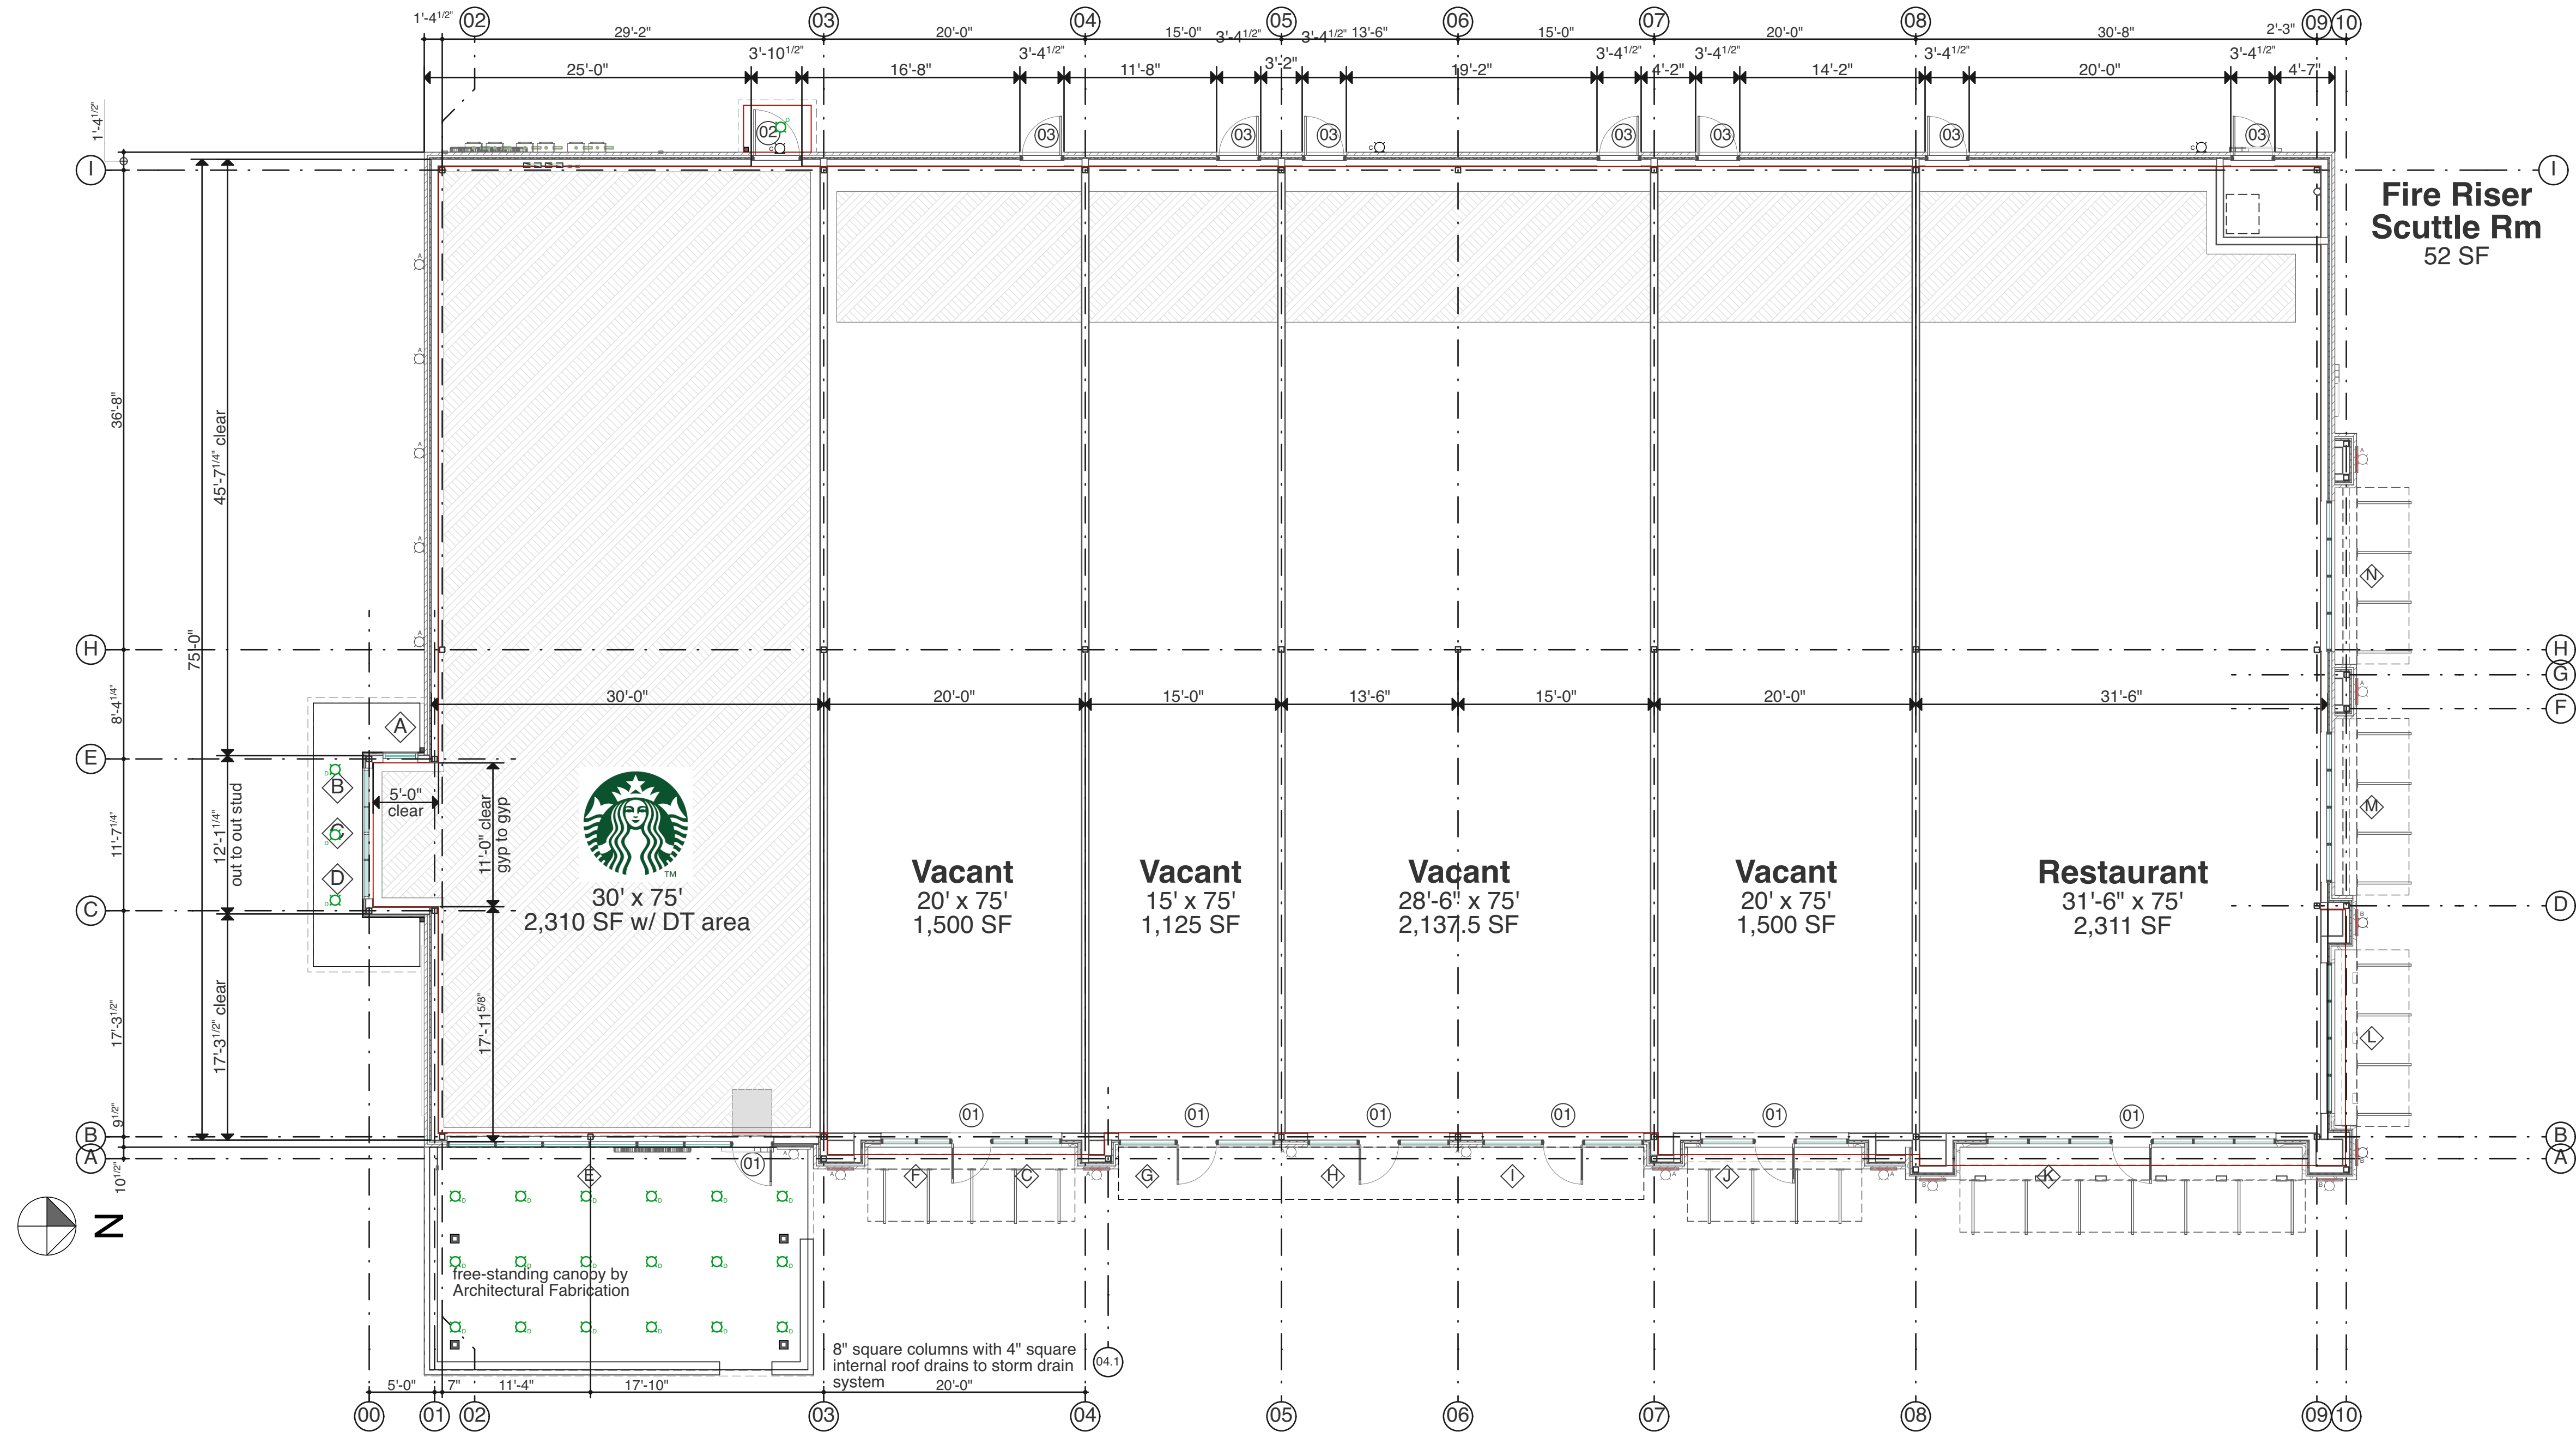 1'-4 1/2"
02
03
04
05
06
07
08
09
10
29'-2"
20'-0"
15'-0"
3'-4 1/2"
3'-4 1/2"
13'-6"
15'-0"
20'-0"
30'-8"
2'-3"
3'-10 1/2"
3'-4 1/2"
3'-2"
3'-4 1/2"
3'-4 1/2"
3'-4 1/2"
3'-4 1/2"
25'-0"
16'-8"
11'-8"
19'-2"
4'-2"
14'-2"
20'-0"
4'-7"
1'-4 1/2"
02
D
C
03
03
03
C
03
03
03
C
03
I
I
Fire Riser
Scuttle Rm
52 SF
A
A
A
A
A
36'-8"
45'-7 1/4" clear
75'-0"
A
N
H
H
G
F
A
30'-0"
20'-0"
15'-0"
13'-6"
15'-0"
20'-0"
31'-6"
8'-4 1/4"
A
E
D
B
5'-0"
clear
11'-0" clear
gyp to gyp
12'-1 1/4"
out to out stud
11'-7 1/4"
C
D
M
D
D
C
D
TM
30' x 75'
2,310 SF w/ DT area
Vacant
20' x 75'
1,500 SF
Vacant
15' x 75'
1,125 SF
Vacant
28'-6" x 75'
2,137.5 SF
Vacant
20' x 75'
1,500 SF
Restaurant
31'-6" x 75'
2,311 SF
B
17'-3 1/2"
17'-3 1/2" clear
17'-11 5/8"
L
9 1/2"
01
01
01
01
01
01
B
A
B
A
10 1/2"
01
E
F
C
G
H
I
J
K
N
D
D
D
D
D
D
D
D
D
D
D
D
free-standing canopy by
Architectural Fabrication
D
D
D
D
D
D
8" square columns with 4" square
internal roof drains to storm drain
system
04.1
5'-0"
7"
11'-4"
17'-10"
20'-0"
00
01
02
03
04
05
06
07
08
09
10